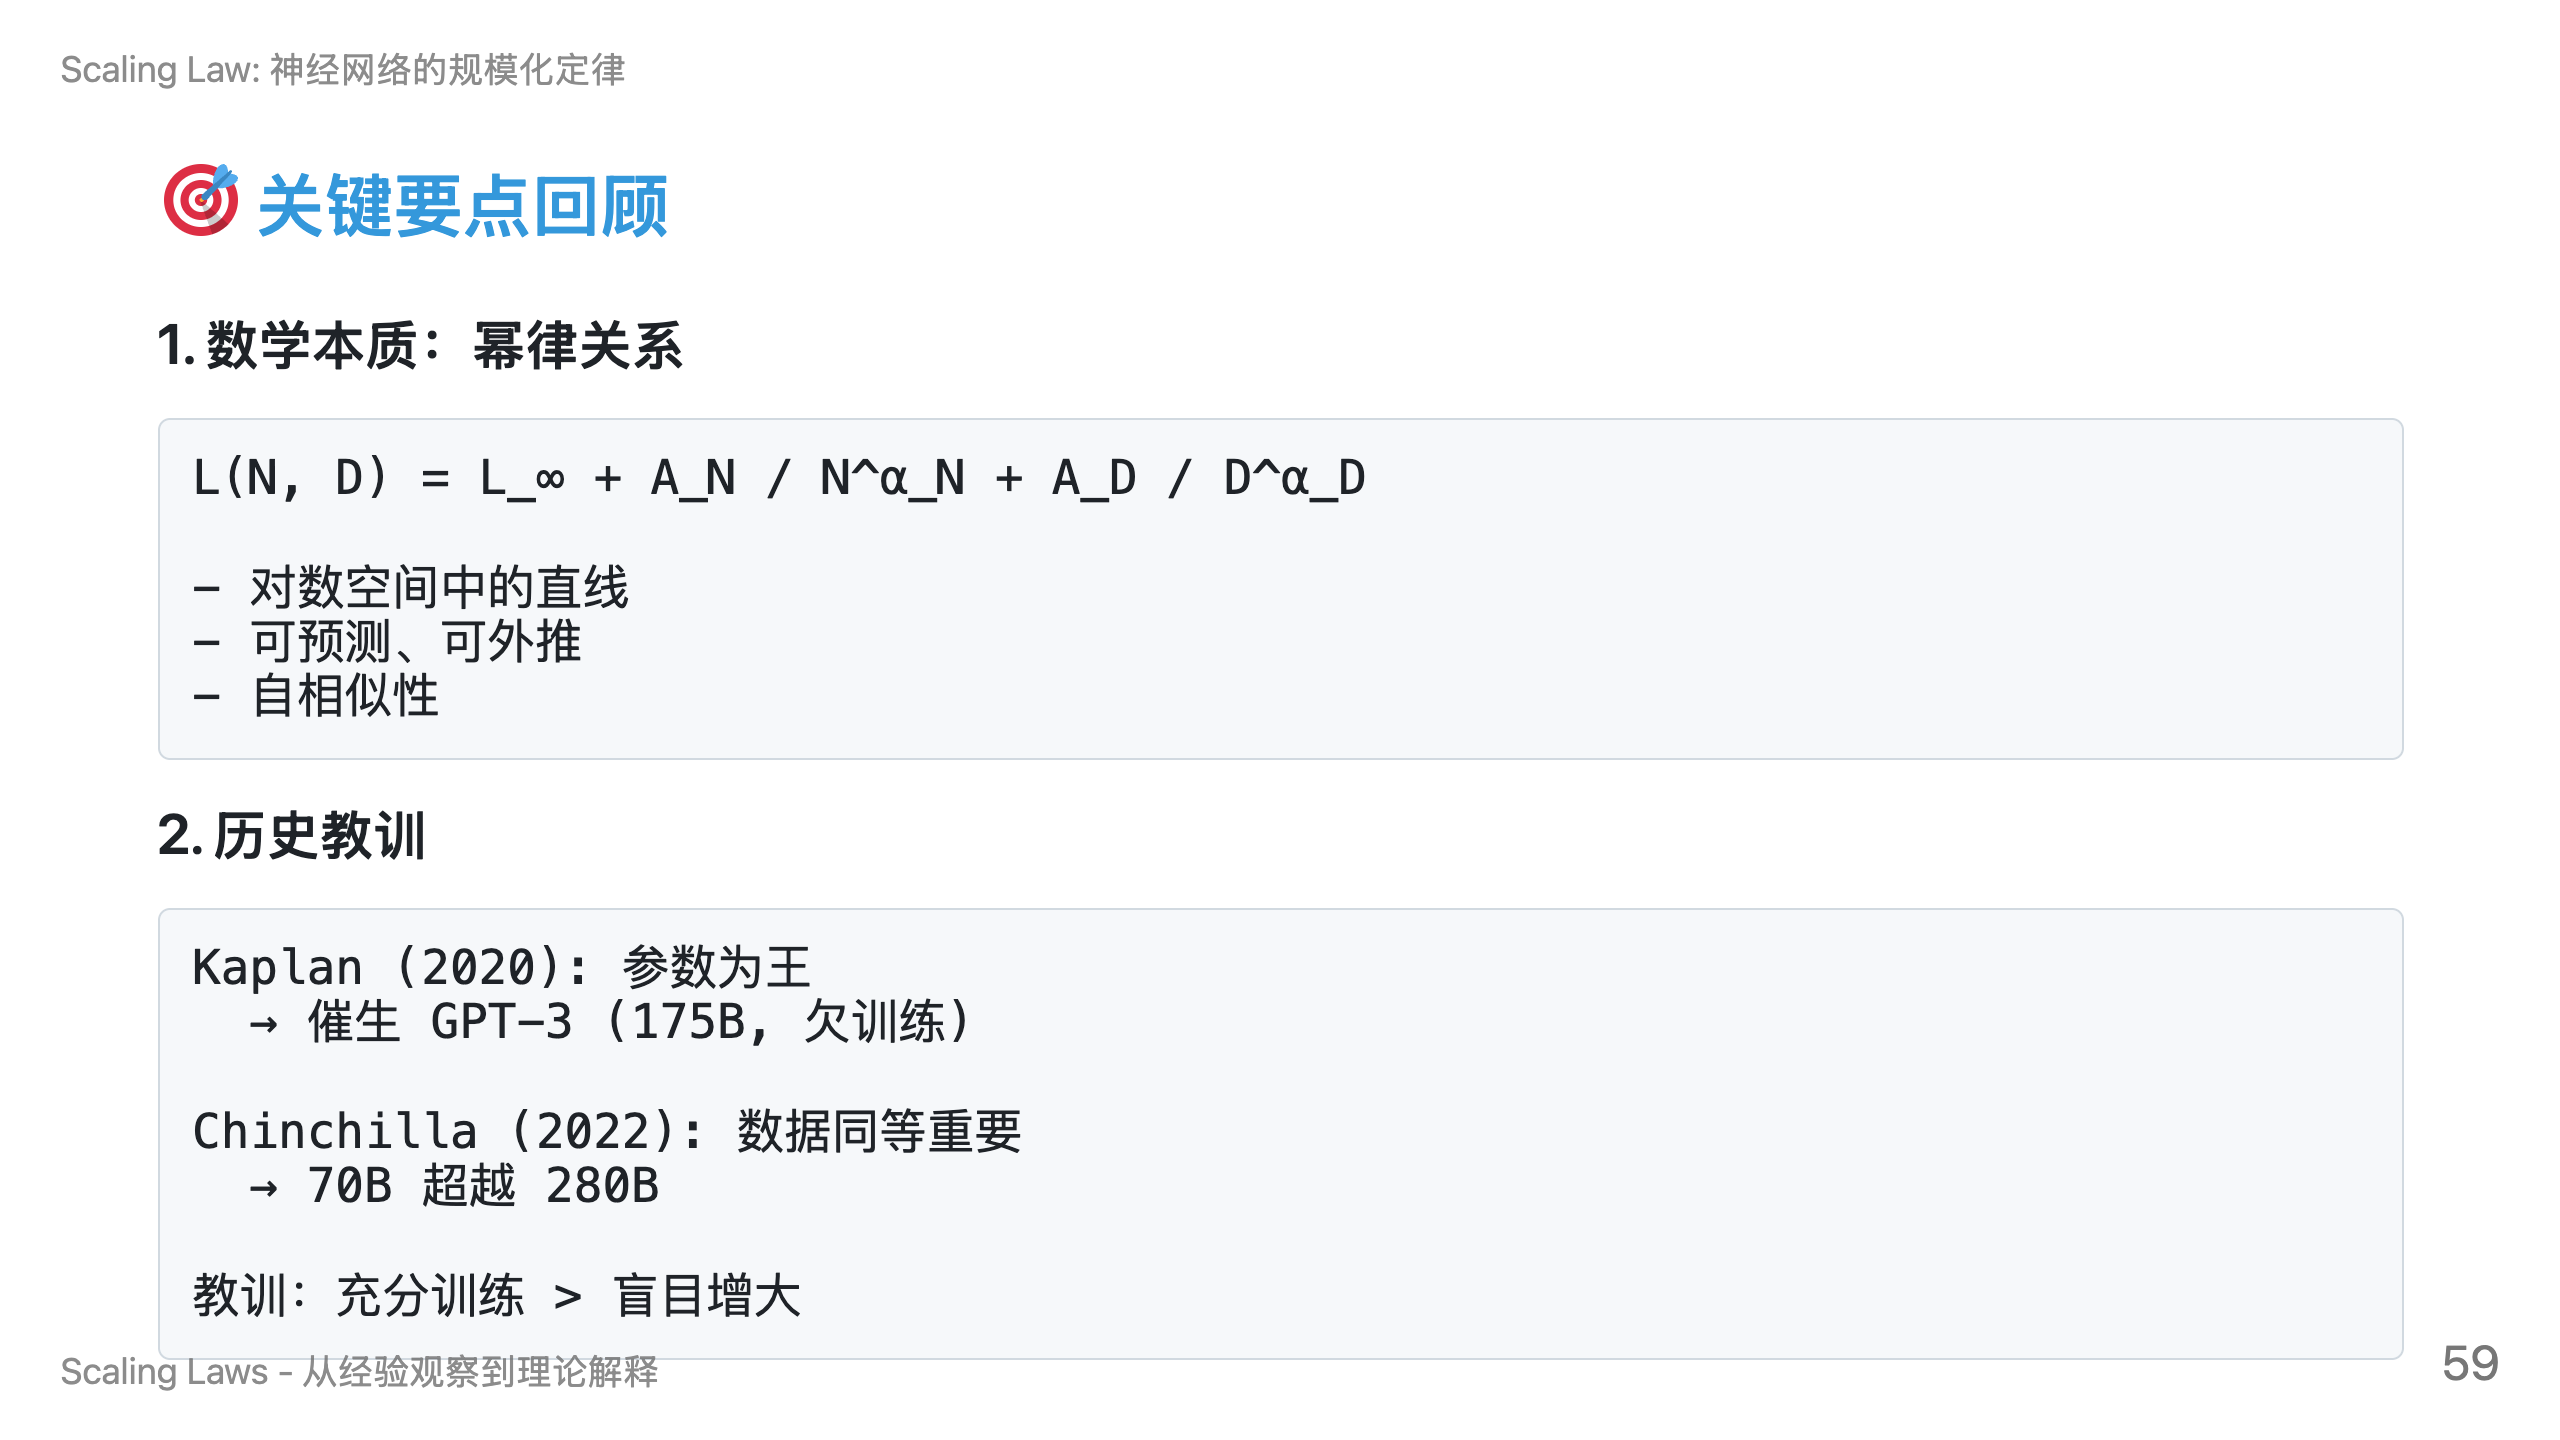 Scaling Law: 神经网络的规模化定律
🎯 关键要点回顾
1. 数学本质：幂律关系
L(N, D) = L_∞ + A_N / N^α_N + A_D / D^α_D
- 对数空间中的直线
- 可预测、可外推
- 自相似性
2. 历史教训
Kaplan (2020): 参数为王
→ 催生 GPT-3 (175B, 欠训练)
Chinchilla (2022): 数据同等重要
→ 70B 超越 280B
教训：充分训练 > 盲目增大
Scaling Laws - 从经验观察到理论解释
59